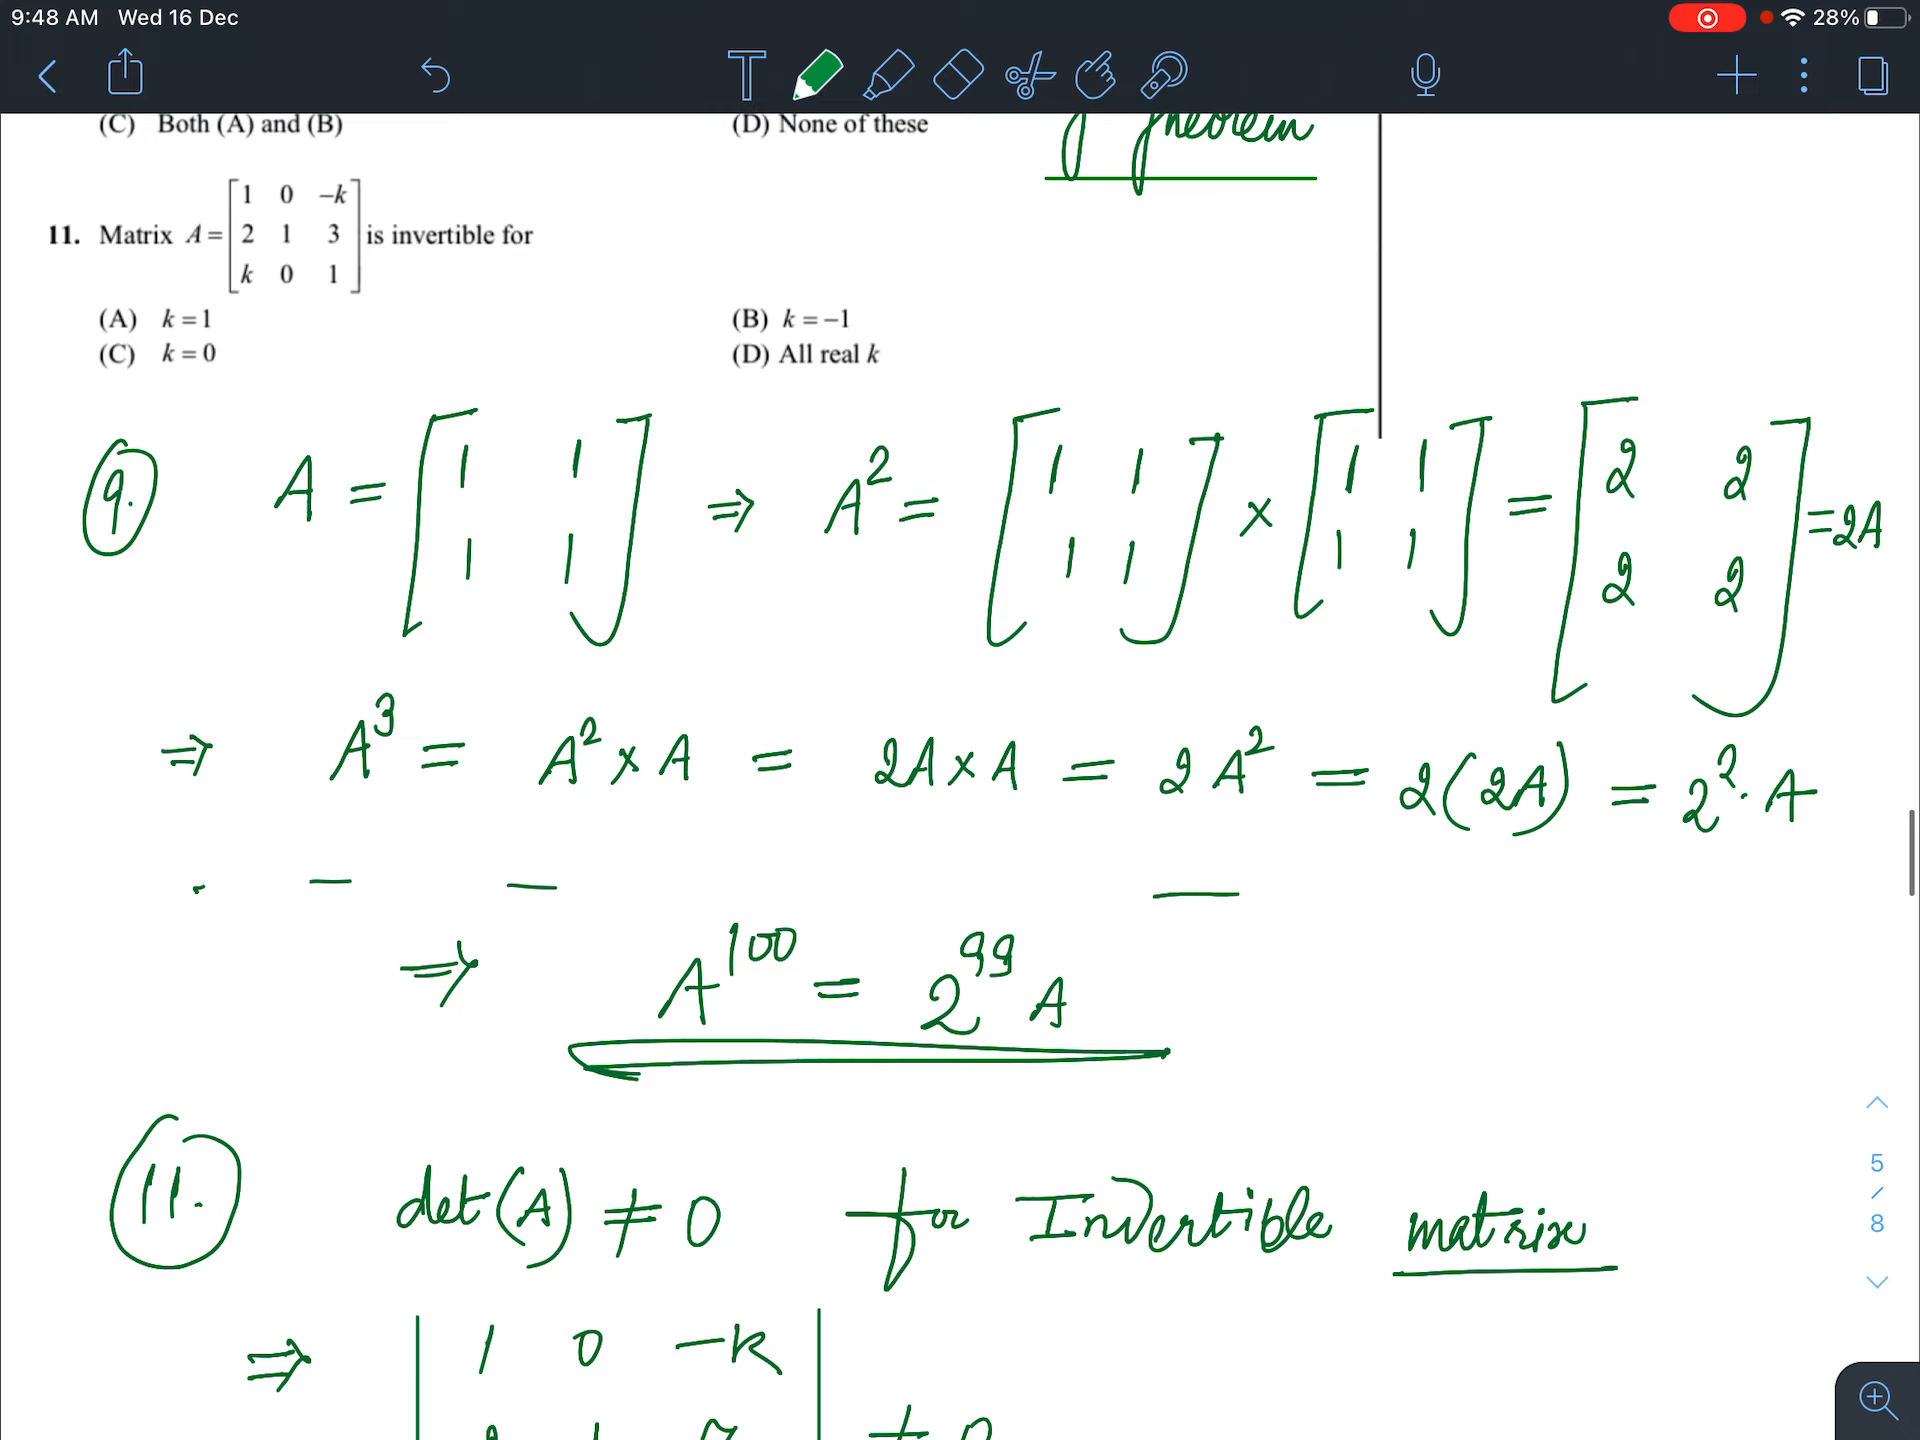 9:48 AM Wed 16 Dec 28%
T
(C) Both (A) and (B) (D) None of these Theorem
11. Matrix A = [1 0 −k
2 1 3
k 0 1] is invertible for
(A) k = 1 (B) k = −1
(C) k = 0 (D) All real k
9. A = [1 1
1 1] ⇒ A² = [1 1
1 1] × [1 1
1 1] = [2 2
2 2] = 2A
⇒ A³ = A² × A = 2A × A = 2A² = 2(2A) = 2² · A
⇒ A¹⁰⁰ = 2⁹⁹ A
11. det(A) ≠ 0 for Invertible matrix
⇒ | 1 0 −k |
5
/
8